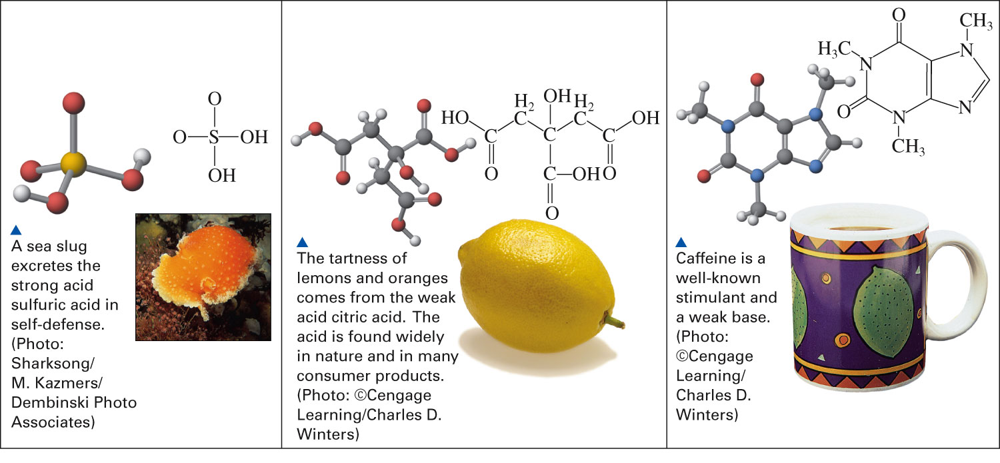 O
O S OH
OH
A sea slug
excretes the
strong acid
sulfuric acid in
self-defense.
(Photo:
Sharksong/
M. Kazmers/
Dembinski Photo
Associates)
H2 OH H2
HO C C OH
C
O C—OH O
O
The tartness of
lemons and oranges
comes from the weak
acid citric acid. The
acid is found widely
in nature and in many
consumer products.
(Photo: ©Cengage
Learning/Charles D.
Winters)
O CH3
H3C N N
O N N
CH3
Caffeine is a
well-known
stimulant and
a weak base.
(Photo:
©Cengage
Learning/
Charles D.
Winters)